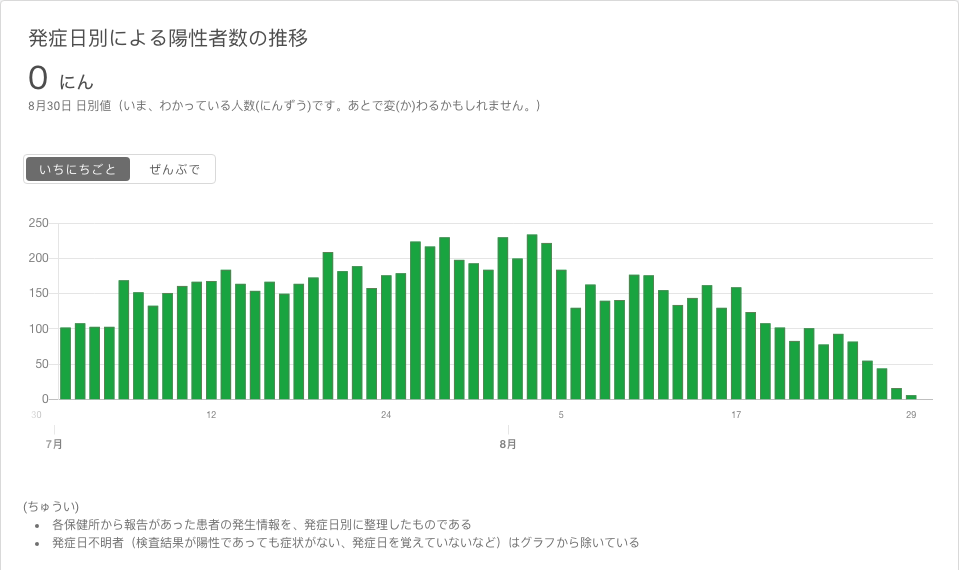 発症日別による陽性者数の推移
0 にん
8月30日 日別値（いま、わかっている人数(にんずう)です。あとで変(か)わるかもしれません。）
いちにちごと ぜんぶで
250
200
150
100
50
0
30 12 24 5 17 29
7月 8月
(ちゅうい)
• 各保健所から報告があった患者の発生情報を、発症日別に整理したものである
• 発症日不明者（検査結果が陽性であっても症状がない、発症日を覚えていないなど）はグラフから除いている